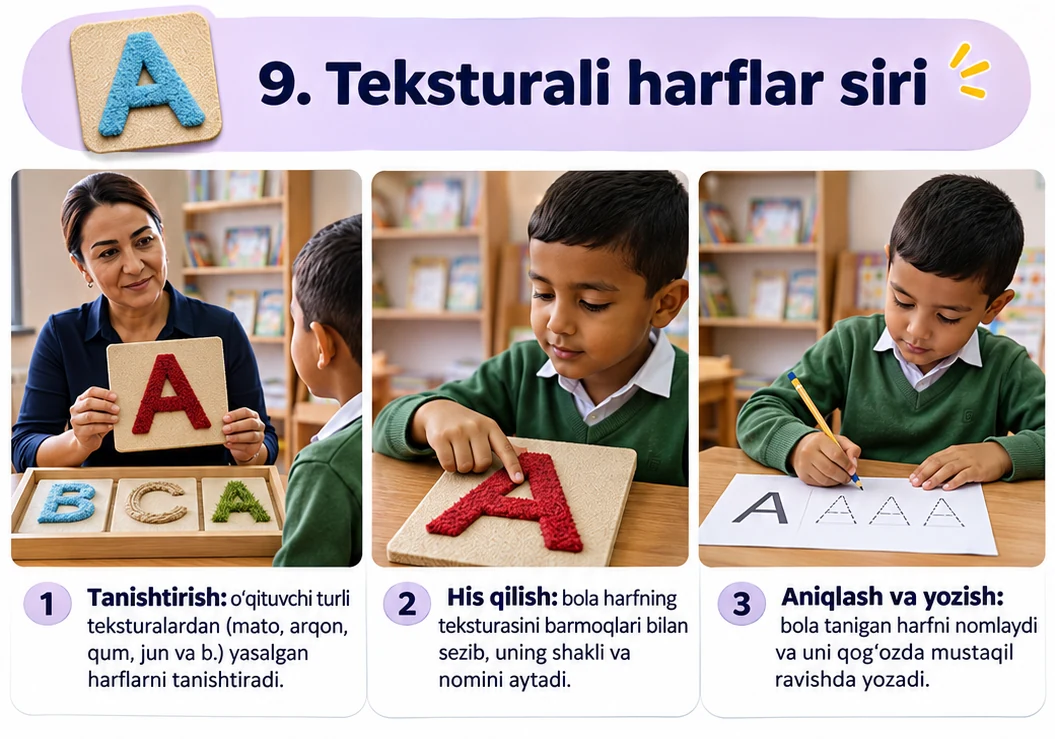 A
9. Teksturali harflar siri
A
B C A
A
A A A A
1 Tanishtirish: o‘qituvchi turli
teksturalardan (mato, arqon,
qum, jun va b.) yasalgan
harflarni tanishtiradi.
2 His qilish: bola harfning
teksturasini barmoqlari bilan
sezib, uning shakli va
nomini aytadi.
3 Aniqlash va yozish:
bola tanigan harfni nomlaydi
va uni qog‘ozda mustaqil
ravishda yozadi.